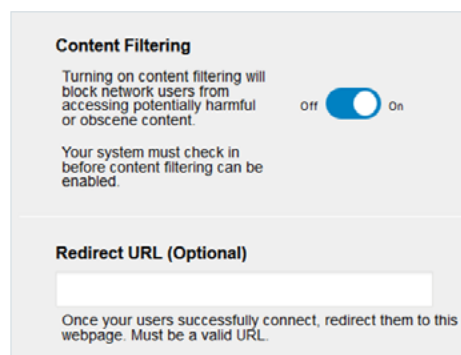 Content Filtering
Turning on content filtering will
block network users from
accessing potentially harmful
or obscene content.
Off On
Your system must check in
before content filtering can be
enabled.
Redirect URL (Optional)
Once your users successfully connect, redirect them to this
webpage. Must be a valid URL.